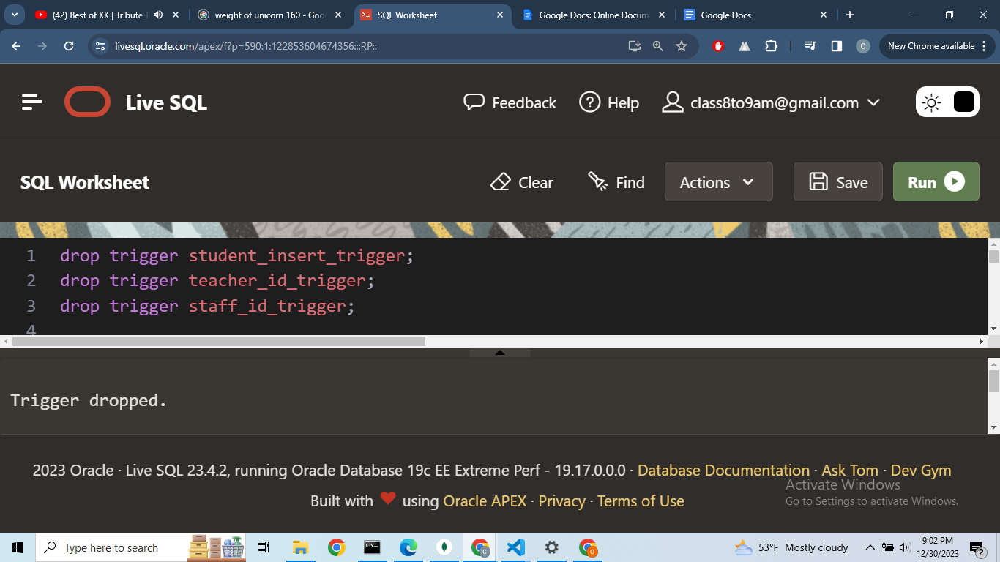 (42) Best of KK | Tribute T
weight of unicorn 160 - Goo
SQL Worksheet
Google Docs: Online Docum
Google Docs
livesql.oracle.com/apex/f?p=590:1:122853604674356:::RP::
C
New Chrome available
Live SQL
Feedback
Help
class8to9am@gmail.com
SQL Worksheet
Clear
Find
Actions
Save
Run
1 drop trigger student_insert_trigger;
2 drop trigger teacher_id_trigger;
3 drop trigger staff_id_trigger;
4
Trigger dropped.
2023 Oracle · Live SQL 23.4.2, running Oracle Database 19c EE Extreme Perf - 19.17.0.0.0 · Database Documentation · Ask Tom · Dev Gym
Built with ❤ using Oracle APEX · Privacy · Terms of Use
Activate Windows
Go to Settings to activate Windows.
Type here to search
53°F Mostly cloudy
9:02 PM
12/30/2023
2